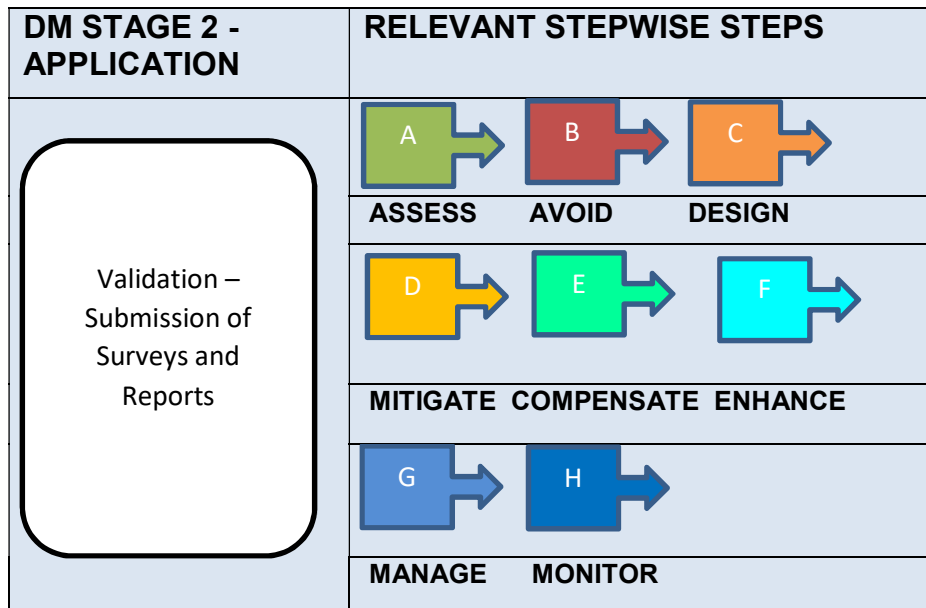 DM STAGE 2 -
APPLICATION
RELEVANT STEPWISE STEPS
Validation –
Submission of
Surveys and
Reports
A B C
ASSESS AVOID DESIGN
D E F
MITIGATE COMPENSATE ENHANCE
G H
MANAGE MONITOR